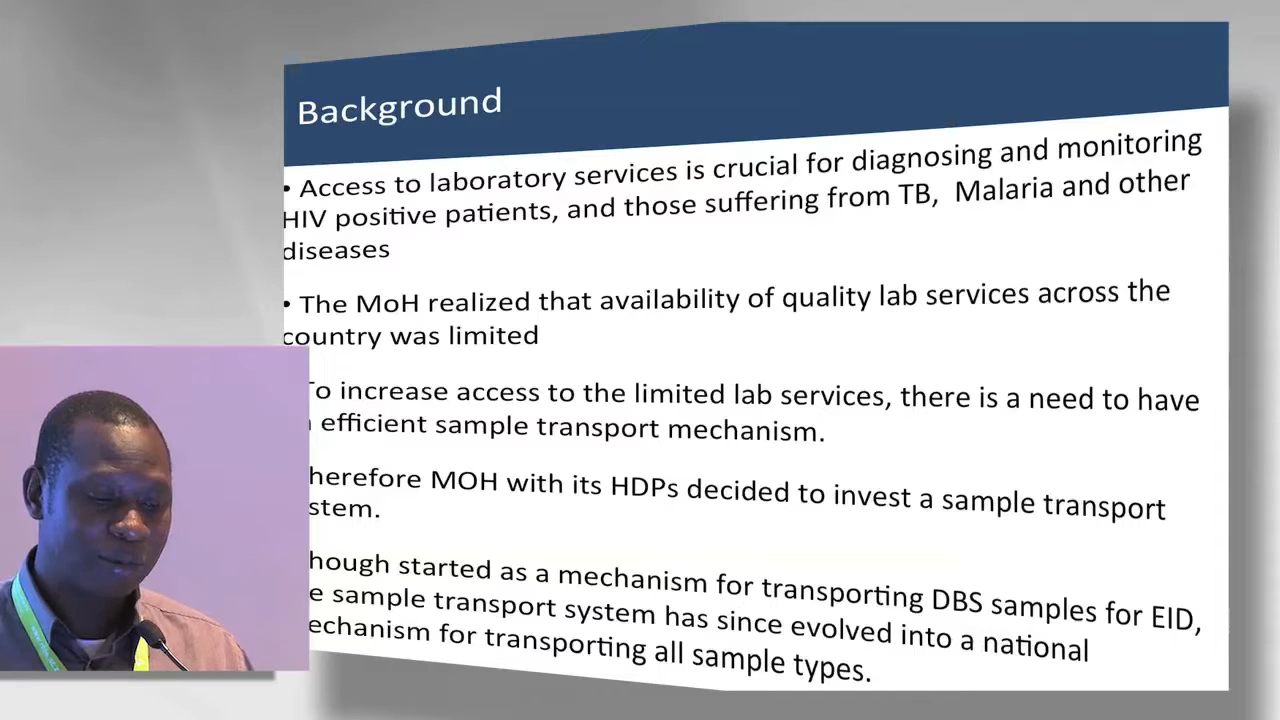 Background
• Access to laboratory services is crucial for diagnosing and monitoring
HIV positive patients, and those suffering from TB, Malaria and other
diseases
• The MoH realized that availability of quality lab services across the
country was limited
To increase access to the limited lab services, there is a need to have
efficient sample transport mechanism.
herefore MOH with its HDPs decided to invest a sample transport
stem.
hough started as a mechanism for transporting DBS samples for EID,
e sample transport system has since evolved into a national
echanism for transporting all sample types.